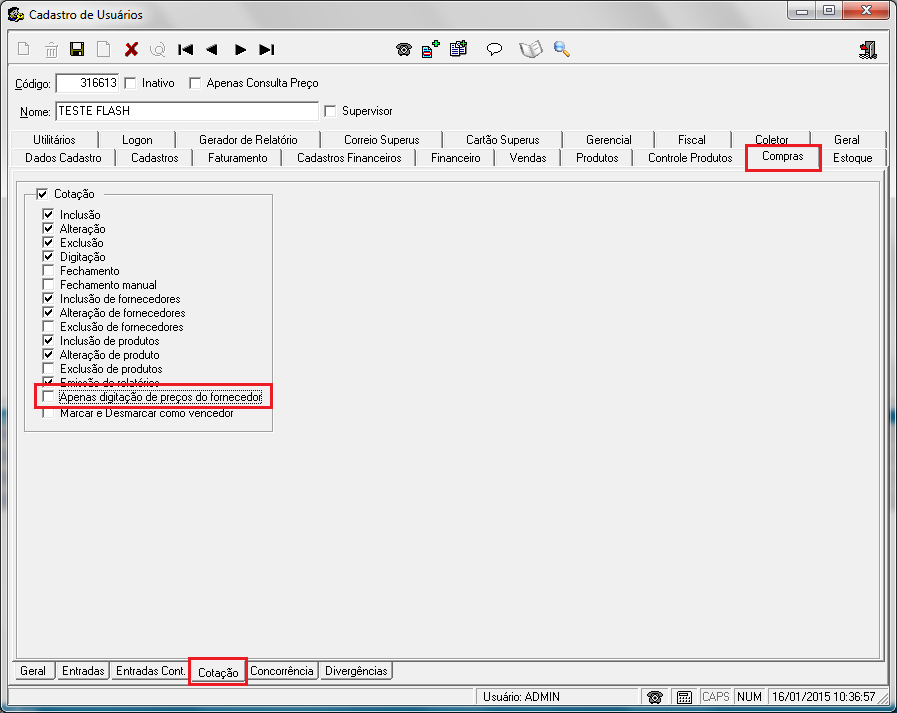 Cadastro de Usuários
Código: 316613 Inativo Apenas Consulta Preço
Nome: TESTE FLASH Supervisor
Utilitários Logon Gerador de Relatório Correio Superus Cartão Superus Gerencial Fiscal Coletor Geral
Dados Cadastro Cadastros Faturamento Cadastros Financeiros Financeiro Vendas Produtos Controle Produtos Compras Estoque
Cotação
Inclusão
Alteração
Exclusão
Digitação
Fechamento
Fechamento manual
Inclusão de fornecedores
Alteração de fornecedores
Exclusão de fornecedores
Inclusão de produtos
Alteração de produto
Exclusão de produtos
Emissão de relatórios
Apenas digitação de preços do fornecedor
Marcar e Desmarcar como vencedor
Geral Entradas Entradas Cont. Cotação Concorrência Divergências
Usuário: ADMIN CAPS NUM 16/01/2015 10:36:57